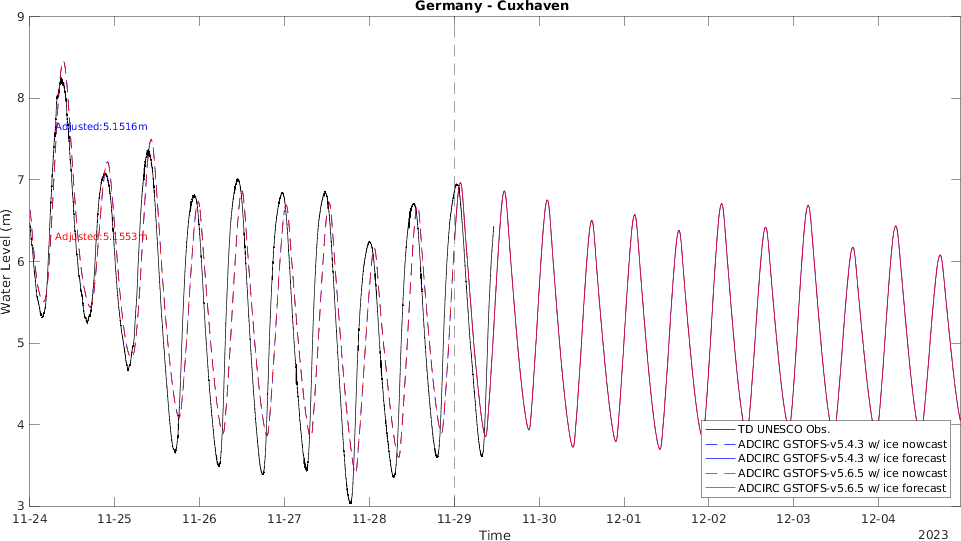 Germany - Cuxhaven
9
8
7
6
5
4
3
Water Level (m)
Adjusted:5.1516m
Adjusted:5.1553 m
TD UNESCO Obs.
ADCIRC GSTOFS-v5.4.3 w/ ice nowcast
ADCIRC GSTOFS-v5.4.3 w/ ice forecast
ADCIRC GSTOFS-v5.6.5 w/ ice nowcast
ADCIRC GSTOFS-v5.6.5 w/ ice forecast
11-24 11-25 11-26 11-27 11-28 11-29 11-30 12-01 12-02 12-03 12-04
Time
2023